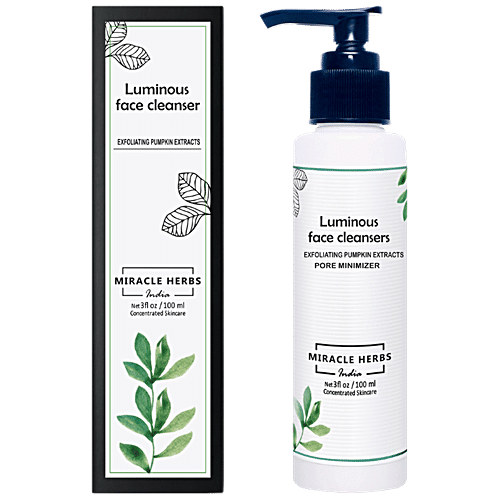 Luminous
face cleanser
EXFOLIATING PUMPKIN EXTRACTS
MIRACLE HERBS
India
Net 3fl oz / 100 ml
Concentrated Skincare
Luminous
face cleansers
EXFOLIATING PUMPKIN EXTRACTS
PORE MINIMIZER
MIRACLE HERBS
India
Net 3fl oz / 100 ml
Concentrated Skincare